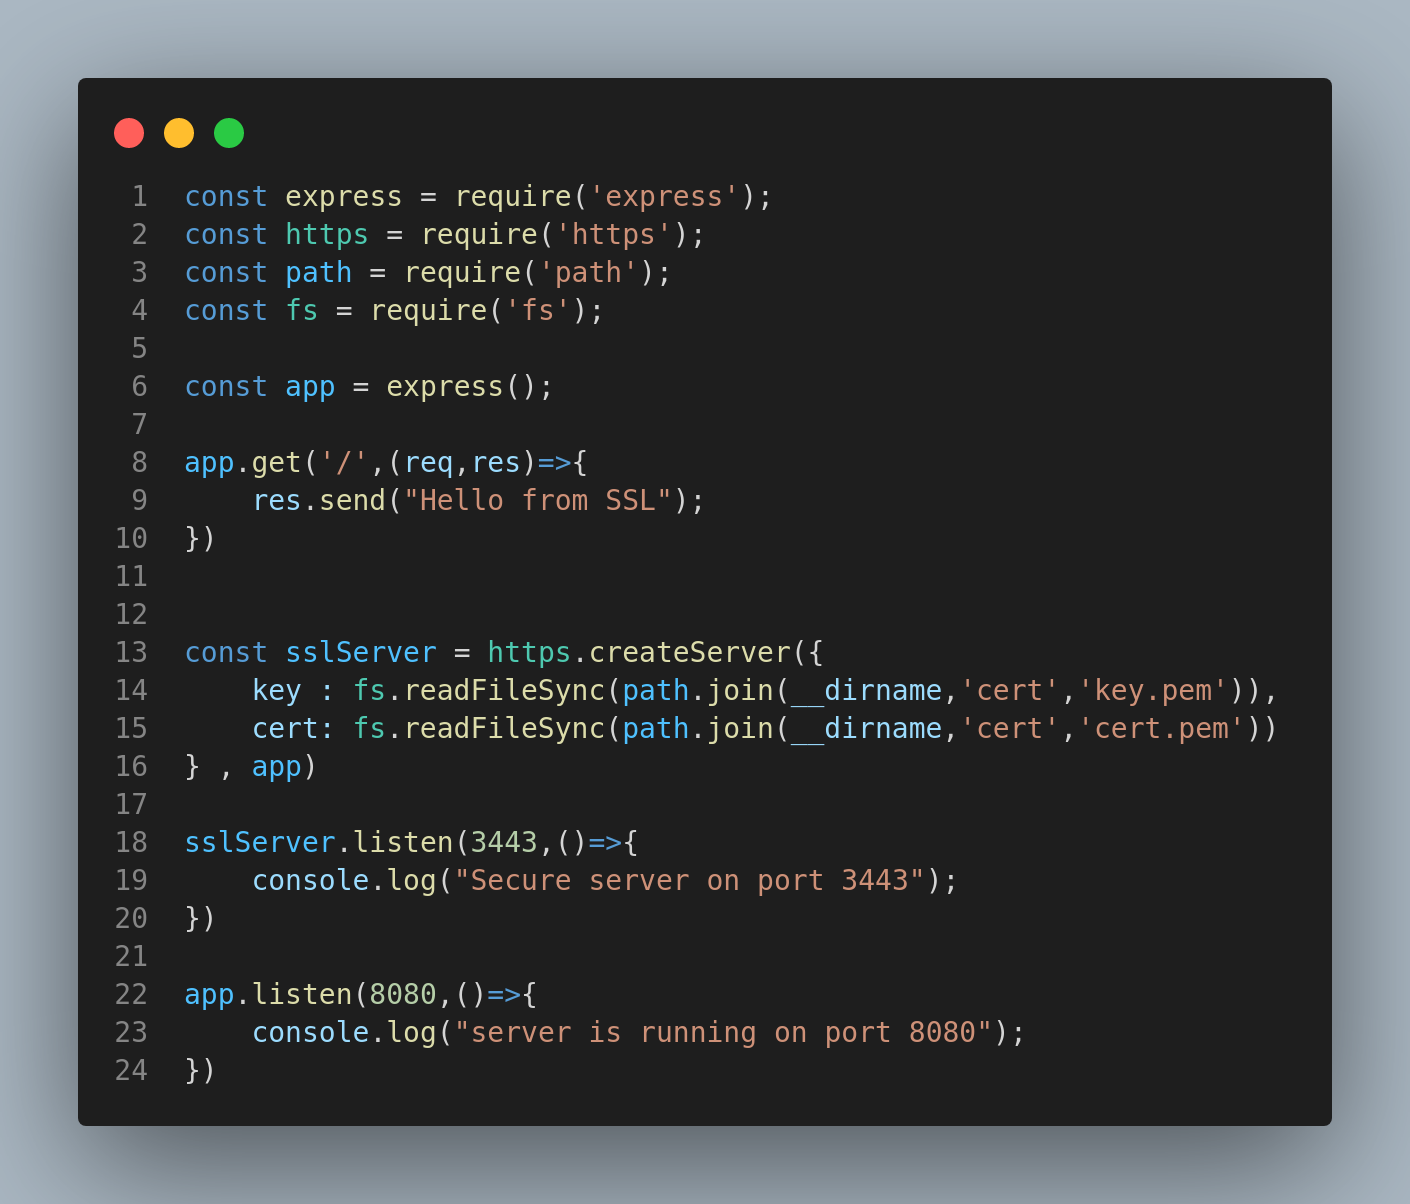 1 const express = require('express');
2 const https = require('https');
3 const path = require('path');
4 const fs = require('fs');
5
6 const app = express();
7
8 app.get('/',(req,res)=>{
9     res.send("Hello from SSL");
10 })
11
12
13 const sslServer = https.createServer({
14     key : fs.readFileSync(path.join(__dirname,'cert','key.pem')),
15     cert: fs.readFileSync(path.join(__dirname,'cert','cert.pem'))
16 } , app)
17
18 sslServer.listen(3443,()=>{
19     console.log("Secure server on port 3443");
20 })
21
22 app.listen(8080,()=>{
23     console.log("server is running on port 8080");
24 })